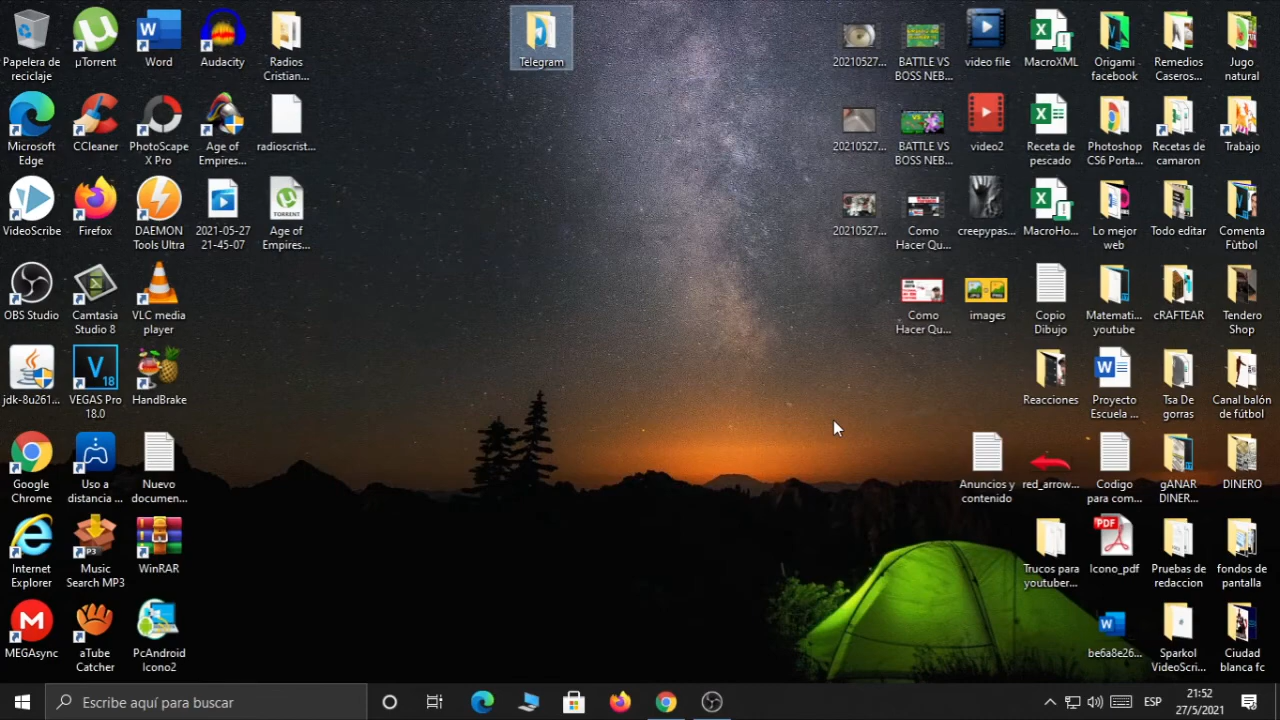 Papelera de
reciclaje
µTorrent
Word
Audacity
Radios
Cristian...
Telegram
20210527...
BATTLE VS
BOSS NEB...
video file
MacroXML
Origami
facebook
Remedios
Caseros...
Jugo
natural
Microsoft
Edge
CCleaner
PhotoScape
X Pro
Age of
Empires...
radioscrist...
20210527...
BATTLE VS
BOSS NEB...
video2
Receta de
pescado
Photoshop
CS6 Porta...
Recetas de
camaron
Trabajo
VideoScribe
Firefox
DAEMON
Tools Ultra
2021-05-27
21-45-07
TORRENT
Age of
Empires...
20210527...
Como
Hacer Qu...
creepypas...
MacroHo...
Lo mejor
web
Todo editar
Comenta
Fùtbol
OBS Studio
Camtasia
Studio 8
VLC media
player
Como
Hacer Qu...
JPG
PNG
images
Copio
Dibujo
Matemati...
youtube
cRAFTEAR
Tendero
Shop
jdk-8u261...
V
18
VEGAS Pro
18.0
HandBrake
Reacciones
Proyecto
Escuela ...
Tsa De
gorras
Canal balón
de fútbol
Google
Chrome
Uso a
distancia ...
Nuevo
documen...
Anuncios y
contenido
red_arrow...
Codigo
para com...
gANAR
DINER...
DINERO
Internet
Explorer
P3
Music
Search MP3
WinRAR
Trucos para
youtuber...
PDF
Icono_pdf
Pruebas de
redaccion
fondos de
pantalla
MEGAsync
aTube
Catcher
PcAndroid
Icono2
be6a8e26...
Sparkol
VideoScri...
Ciudad
blanca fc
Escribe aquí para buscar
ESP
21:52
27/5/2021